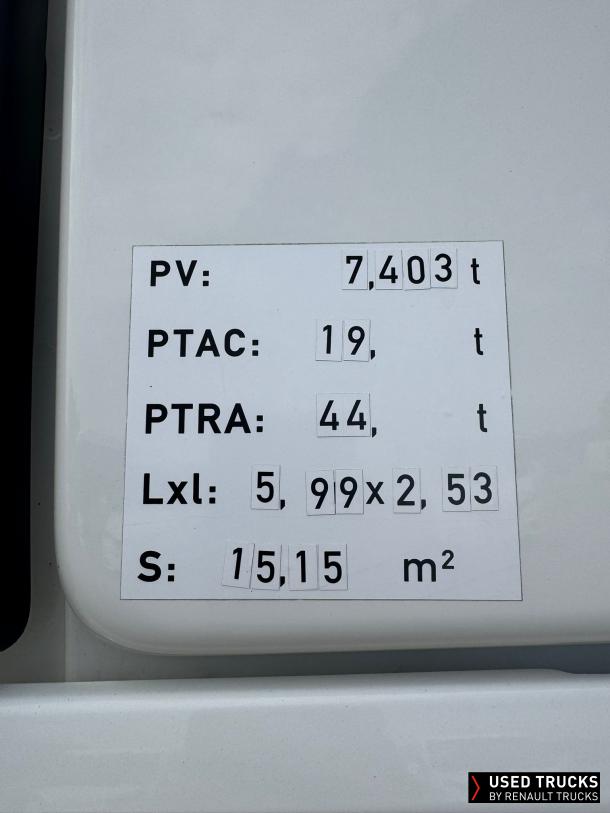 PV: 7,403 t
PTAC: 19, t
PTRA: 44, t
Lxl: 5, 99x2, 53
S: 15,15 m²
USED TRUCKS
BY RENAULT TRUCKS